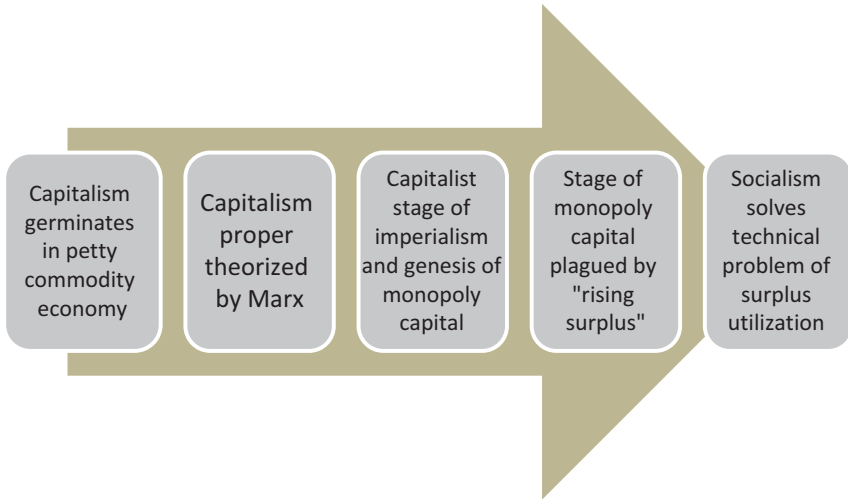 Capitalism
germinates
in petty
commodity
economy
Capitalism
proper
theorized
by Marx
Capitalist
stage of
imperialism
and genesis of
monopoly
capital
Stage of
monopoly
capital
plagued by
"rising
surplus"
Socialism
solves
technical
problem of
surplus
utilization